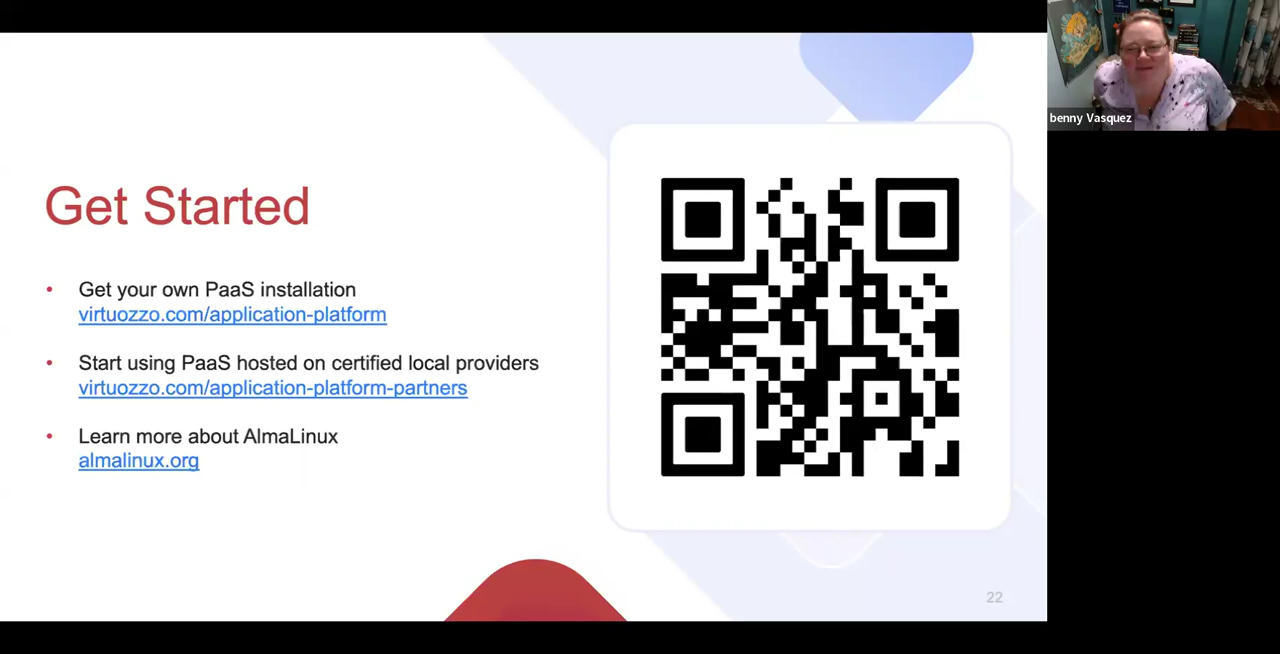 Get Started
• Get your own PaaS installation
virtuozzo.com/application-platform
• Start using PaaS hosted on certified local providers
virtuozzo.com/application-platform-partners
• Learn more about AlmaLinux
almalinux.org
22
benny Vasquez